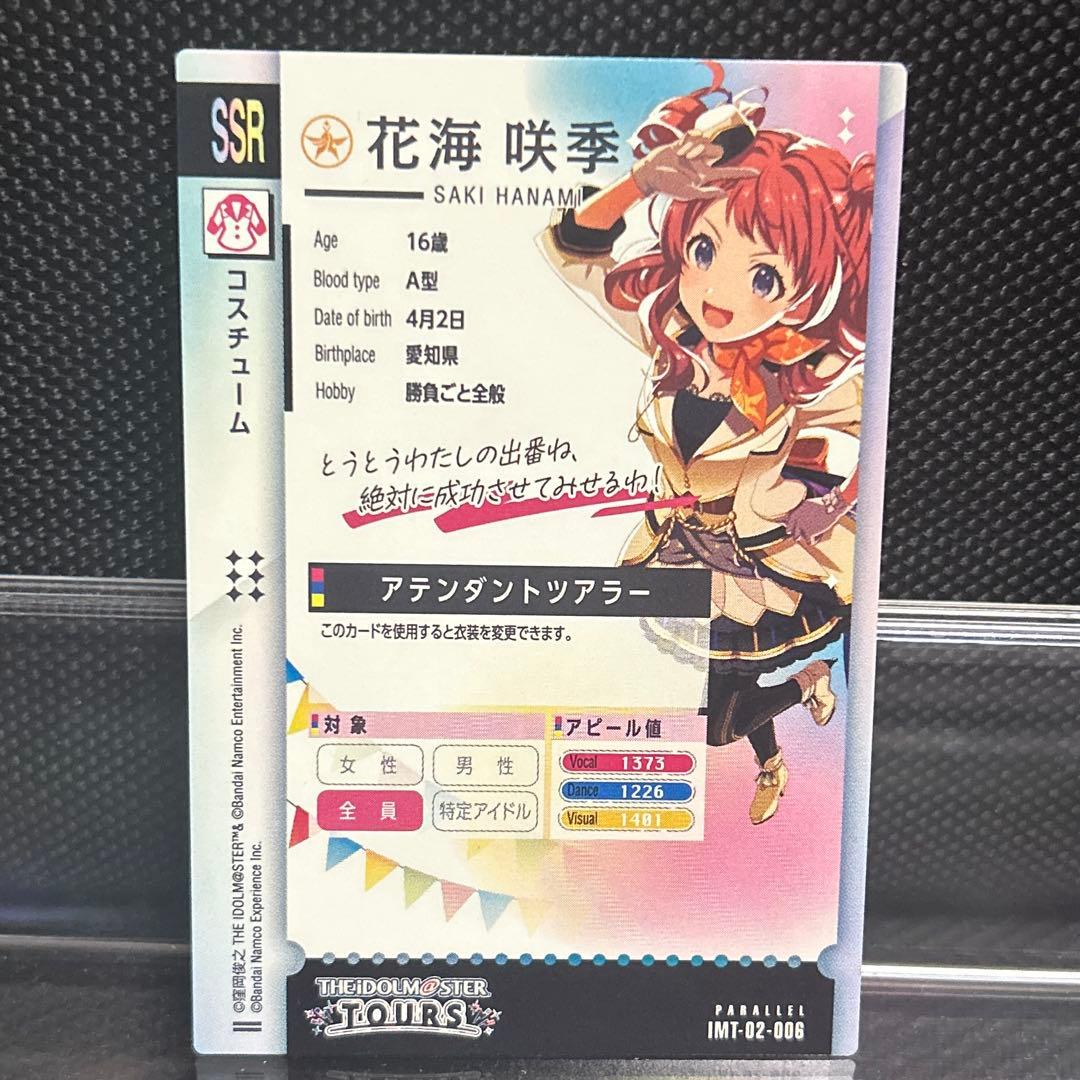 SSR
コスチューム
花海 咲季
SAKI HANAMI
Age 16歳
Blood type A型
Date of birth 4月2日
Birthplace 愛知県
Hobby 勝負ごと全般
とうとうわたしの出番ね、
絶対に成功させてみせるわ!
アテンダントツアラー
このカードを使用すると衣装を変更できます。
対象
女性 男性
全員 特定アイドル
アピール値
Vocal 1373
Dance 1226
Visual 1401
©窪岡俊之 THE IDOLM@STER™& ©Bandai Namco Entertainment Inc.
©Bandai Namco Experience Inc.
THE iDOLM@STER
TOURS
PARALLEL
IMT-02-006